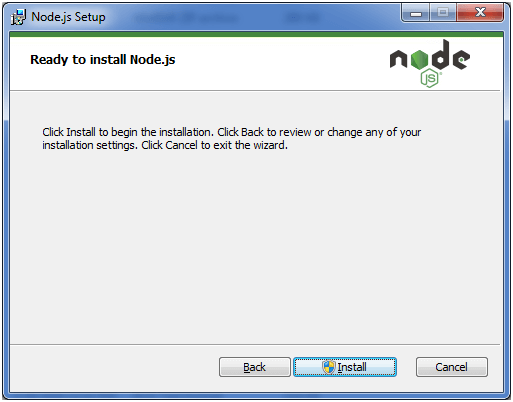 Node.js Setup
Ready to install Node.js
node
JS
Click Install to begin the installation. Click Back to review or change any of your
installation settings. Click Cancel to exit the wizard.
Back
Install
Cancel